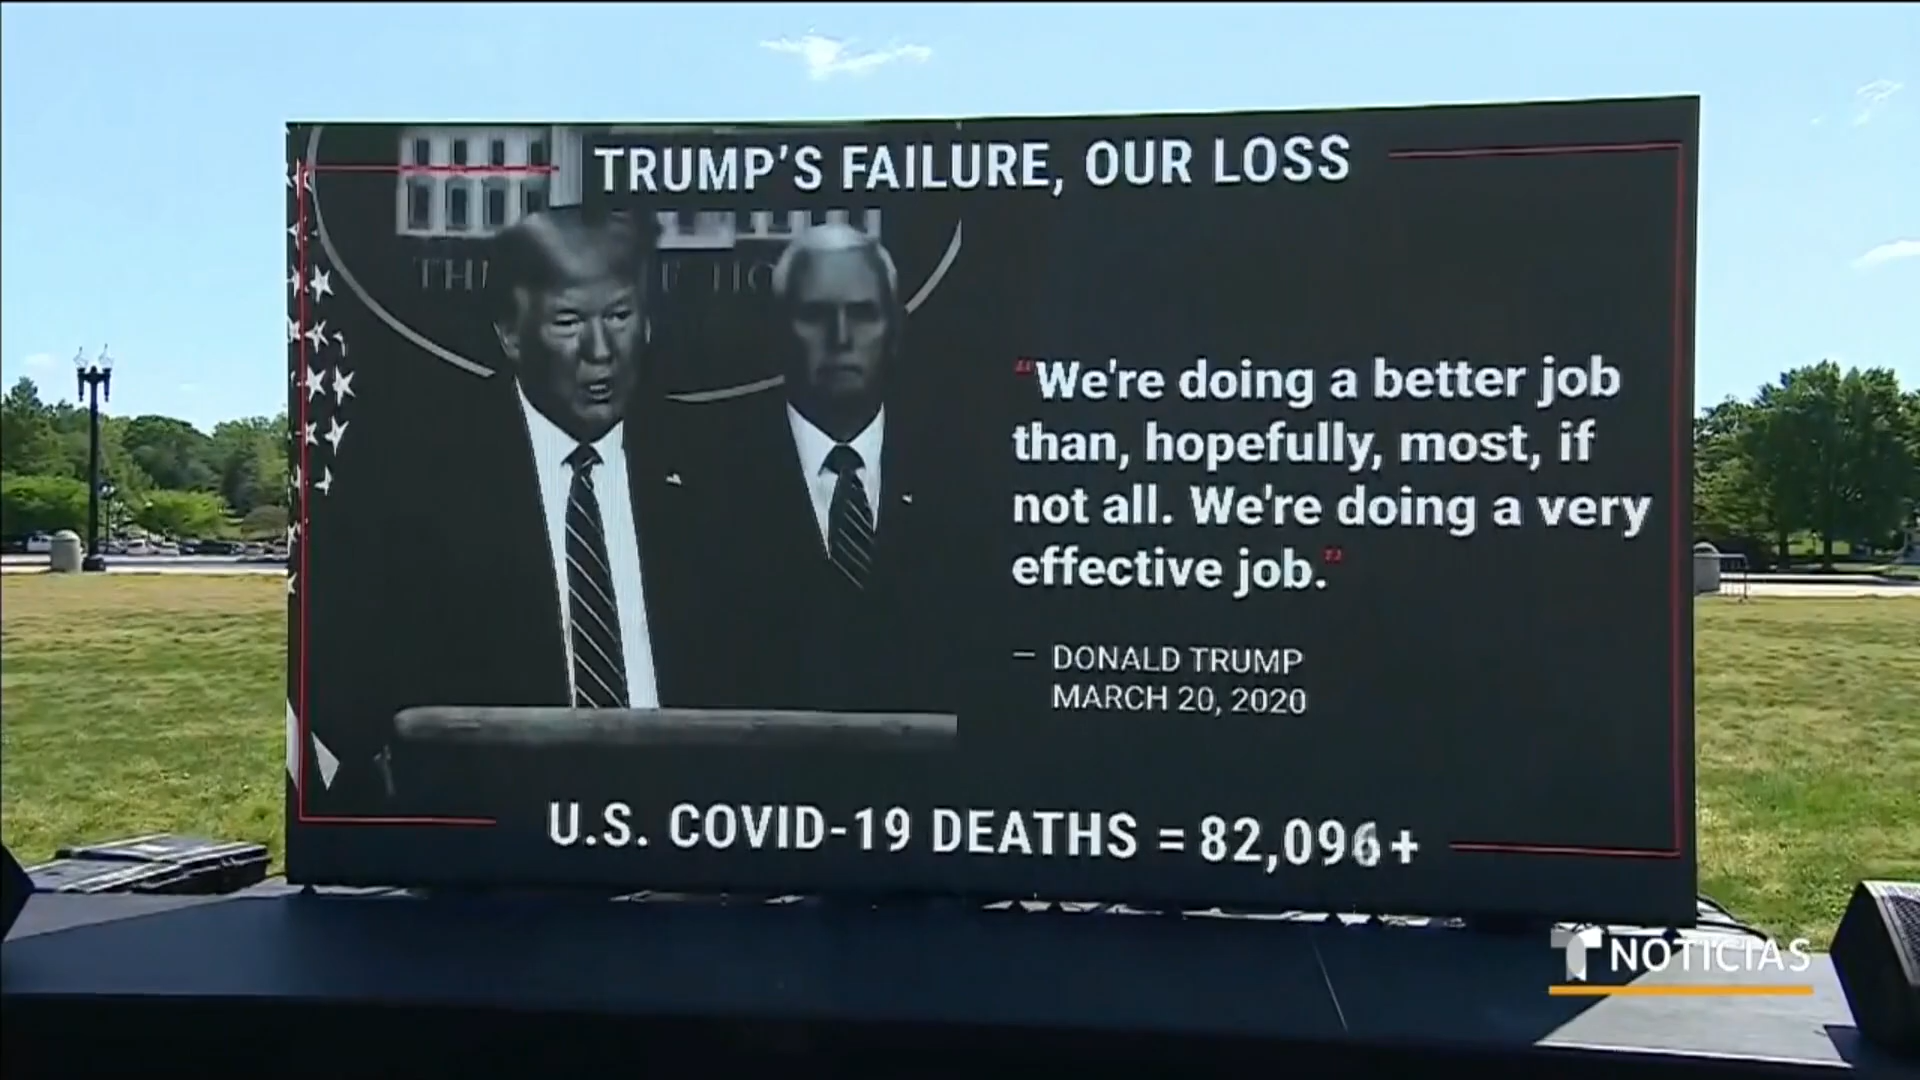 TRUMP'S FAILURE, OUR LOSS
"We're doing a better job
than, hopefully, most, if
not all. We're doing a very
effective job."
— DONALD TRUMP
MARCH 20, 2020
U.S. COVID-19 DEATHS = 82,096+
NOTICIAS